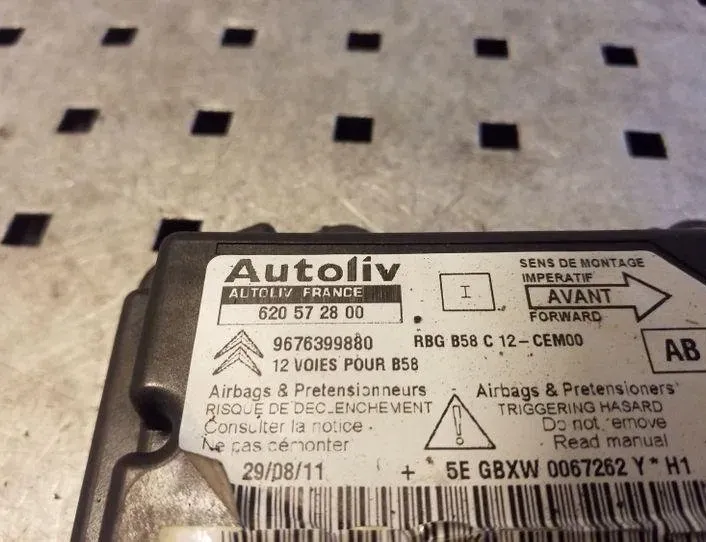 Autoliv
AUTOLIV FRANCE
620 57 2 8 00
I
SENS DE MONTAGE
IMPERATIF
AVANT
FORWARD
9676399880
RBG B58 C 12-CEM00
12 VOIES POUR B58
AB
Airbags & Pretensionneurs
RISQUE DE DECLENCHEMENT
Consulter la notice
Ne pas démonter
Airbags & Pretensioners
TRIGGERING HASARD
Do not remove
Read manual
!
29/08/11 + * 5E GBXW 0067262 Y * H1